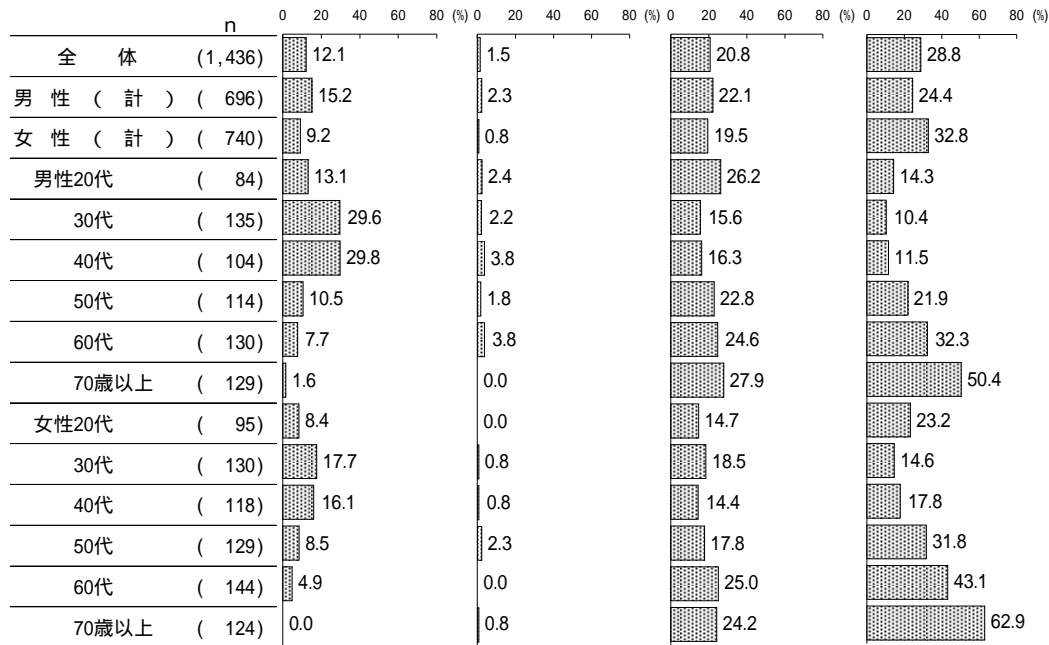 0 20 40 60 80 (%) 0 20 40 60 80 (%) 0 20 40 60 80 (%) 0 20 40 60 80 (%)
n
全 体 (1,436) 12.1 1.5 20.8 28.8
男 性 ( 計 ) ( 696) 15.2 2.3 22.1 24.4
女 性 ( 計 ) ( 740) 9.2 0.8 19.5 32.8
男性20代 ( 84) 13.1 2.4 26.2 14.3
30代 ( 135) 29.6 2.2 15.6 10.4
40代 ( 104) 29.8 3.8 16.3 11.5
50代 ( 114) 10.5 1.8 22.8 21.9
60代 ( 130) 7.7 3.8 24.6 32.3
70歳以上 ( 129) 1.6 0.0 27.9 50.4
女性20代 ( 95) 8.4 0.0 14.7 23.2
30代 ( 130) 17.7 0.8 18.5 14.6
40代 ( 118) 16.1 0.8 14.4 17.8
50代 ( 129) 8.5 2.3 17.8 31.8
60代 ( 144) 4.9 0.0 25.0 43.1
70歳以上 ( 124) 0.0 0.8 24.2 62.9